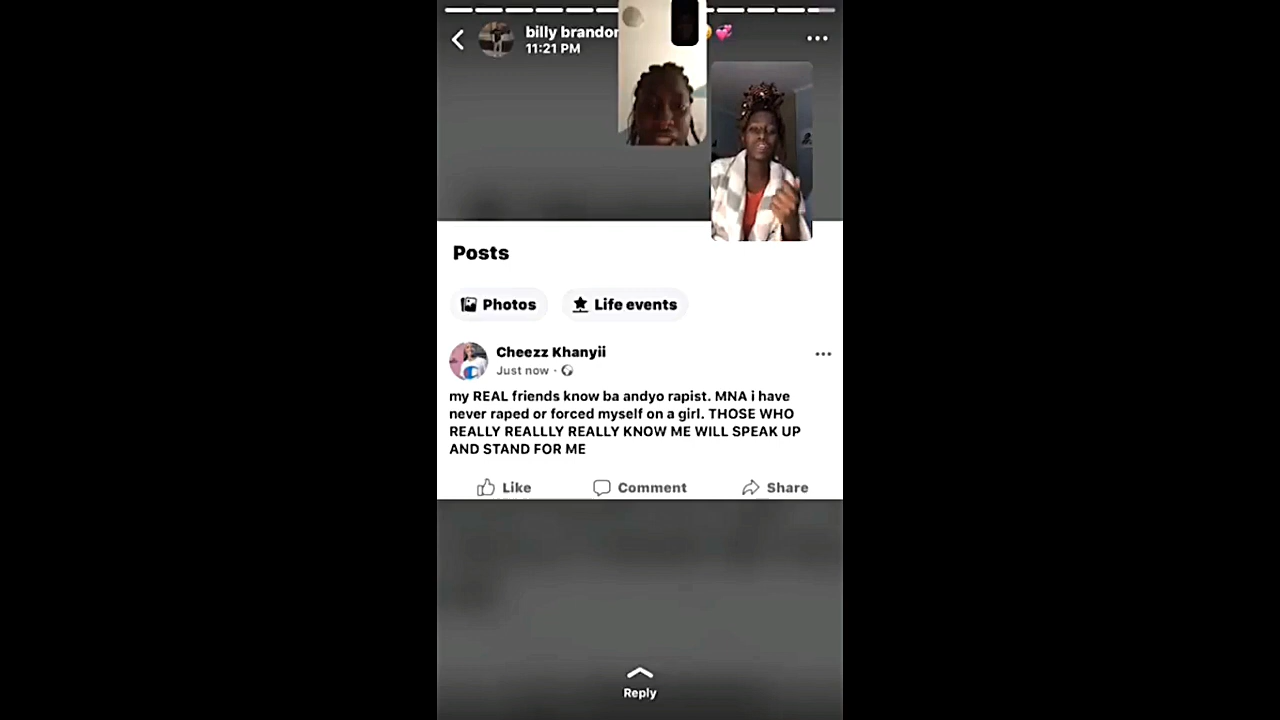 billy brandon
11:21 PM
Posts
Photos
Life events
Cheezz Khanyii
Just now ·
my REAL friends know ba andyo rapist. MNA i have
never raped or forced myself on a girl. THOSE WHO
REALLY REALLLY REALLY KNOW ME WILL SPEAK UP
AND STAND FOR ME
Like
Comment
Share
Reply